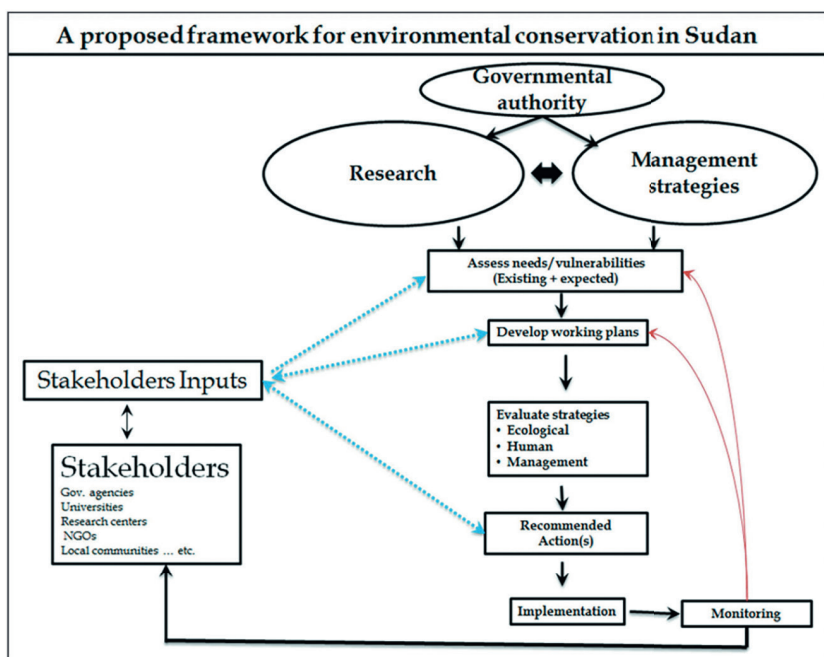 A proposed framework for environmental conservation in Sudan
Governmental
authority
Research
Management
strategies
Assess needs/vulnerabilities
(Existing + expected)
Develop working plans
Stakeholders Inputs
Evaluate strategies
• Ecological
• Human
• Management
Stakeholders
Gov. agencies
Universities
Research centers
NGOs
Local communities ... etc.
Recommended
Action(s)
Implementation
Monitoring